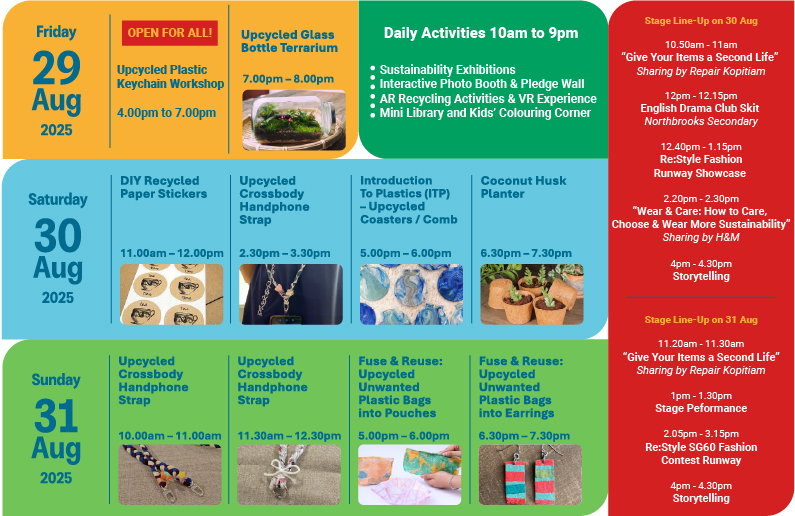 Friday
29
Aug
2025
OPEN FOR ALL!
Upcycled Plastic
Keychain Workshop
4.00pm to 7.00pm
Upcycled Glass
Bottle Terrarium
7.00pm – 8.00pm
Daily Activities 10am to 9pm
• Sustainability Exhibitions
• Interactive Photo Booth & Pledge Wall
• AR Recycling Activities & VR Experience
• Mini Library and Kids' Colouring Corner
Saturday
30
Aug
2025
DIY Recycled
Paper Stickers
11.00am – 12.00pm
Upcycled
Crossbody
Handphone
Strap
2.30pm – 3.30pm
Introduction
To Plastics (ITP)
– Upcycled
Coasters / Comb
5.00pm – 6.00pm
Coconut Husk
Planter
6.30pm – 7.30pm
Sunday
31
Aug
2025
Upcycled
Crossbody
Handphone
Strap
10.00am – 11.00am
Upcycled
Crossbody
Handphone
Strap
11.30am – 12.30pm
Fuse & Reuse:
Upcycled
Unwanted
Plastic Bags
into Pouches
5.00pm – 6.00pm
Fuse & Reuse:
Upcycled
Unwanted
Plastic Bags
into Earrings
6.30pm – 7.30pm
Stage Line-Up on 30 Aug
10.50am - 11am
“Give Your Items a Second Life”
Sharing by Repair Kopitiam
12pm - 12.15pm
English Drama Club Skit
Northbrooks Secondary
12.40pm - 1.15pm
Re:Style Fashion
Runway Showcase
2.20pm - 2.30pm
“Wear & Care: How to Care,
Choose & Wear More Sustainability”
Sharing by H&M
4pm - 4.30pm
Storytelling
Stage Line-Up on 31 Aug
11.20am - 11.30am
“Give Your Items a Second Life”
Sharing by Repair Kopitiam
1pm - 1.30pm
Stage Peformance
2.05pm - 3.15pm
Re:Style SG60 Fashion
Contest Runway
4pm - 4.30pm
Storytelling